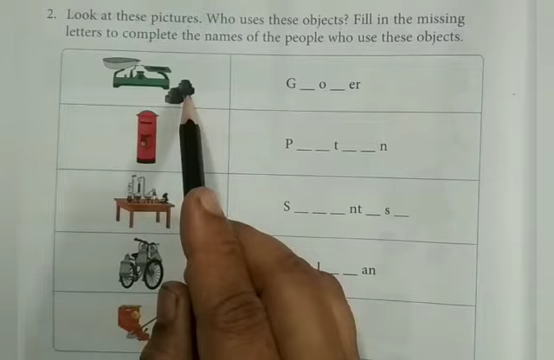 2. Look at these pictures. Who uses these objects? Fill in the missing
letters to complete the names of the people who use these objects.
G __ o __ er
P __ __ t __ __ n
S __ __ __ nt __ s __
l __ __ an